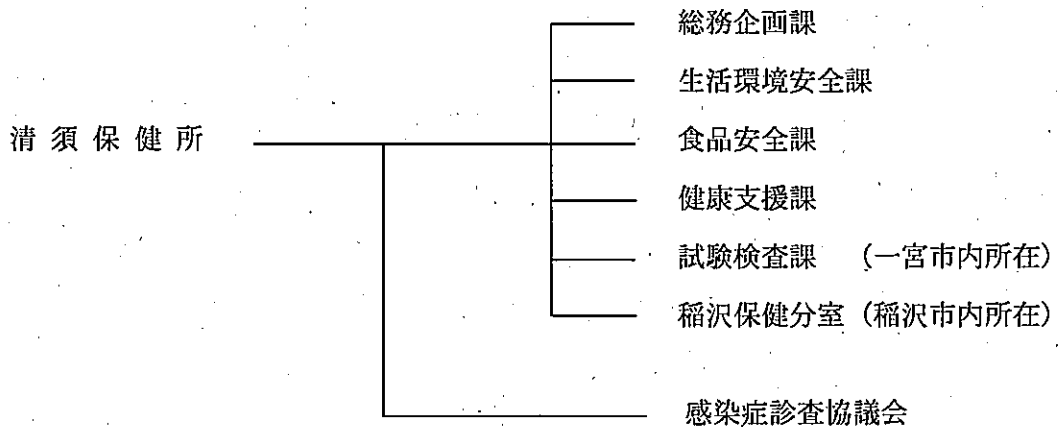 総務企画課
生活環境安全課
清須保健所
食品安全課
健康支援課
試験検査課 (一宮市内所在)
稲沢保健分室 (稲沢市内所在)
感染症診査協議会